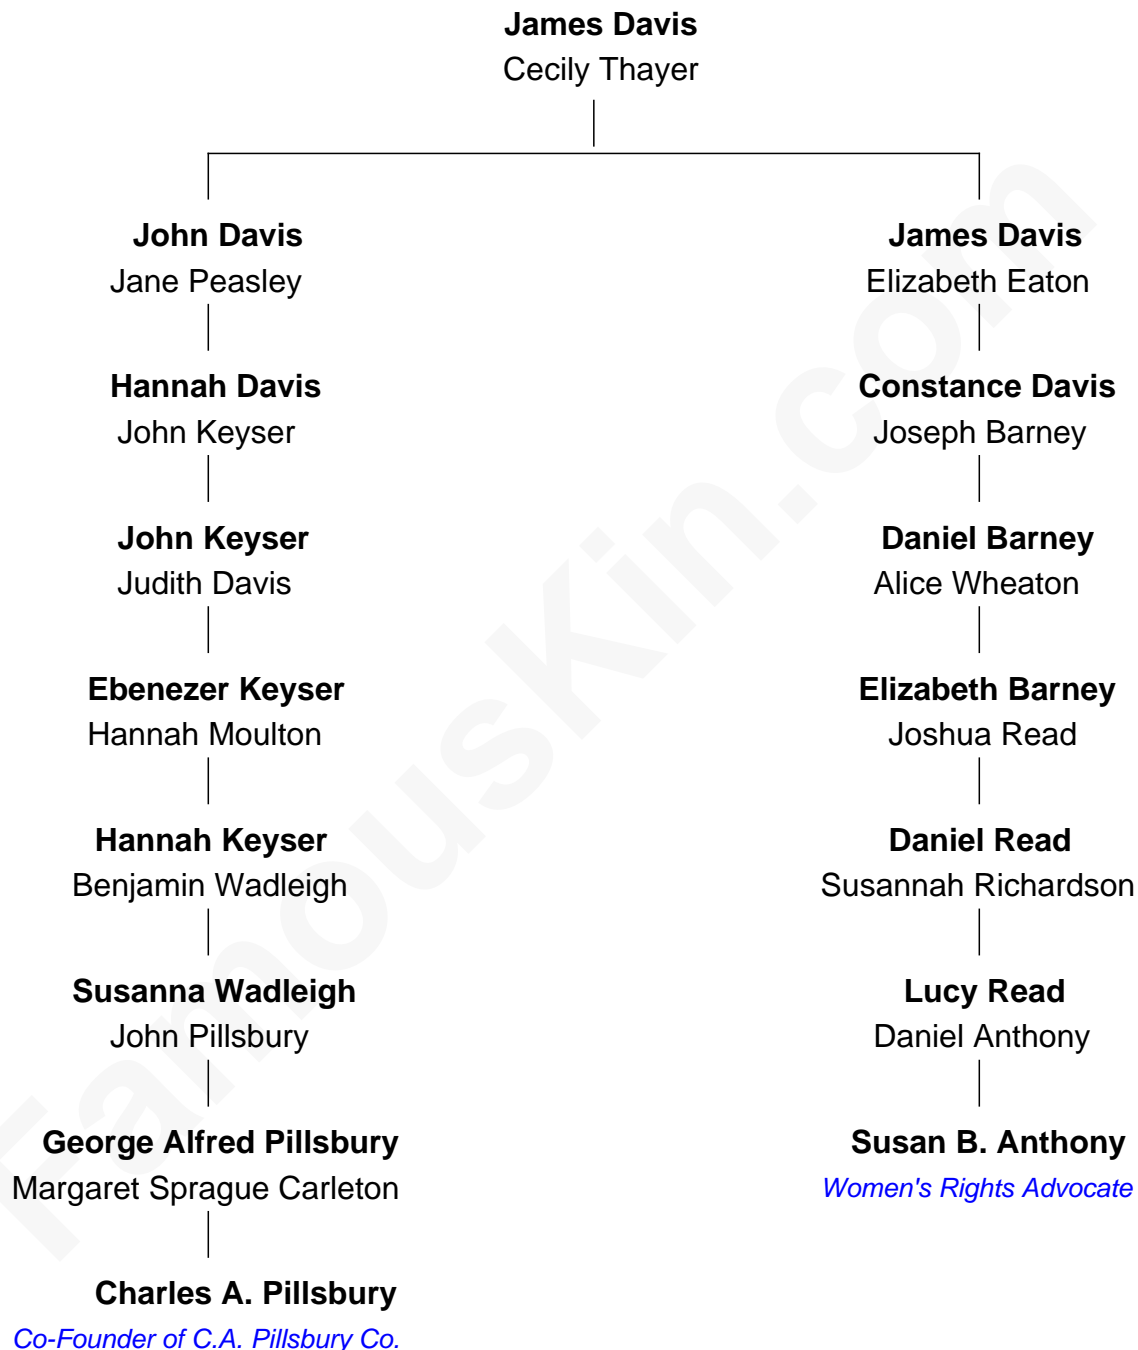 James Davis
Cecily Thayer
John Davis
Jane Peasley
Hannah Davis
John Keyser
John Keyser
Judith Davis
Ebenezer Keyser
Hannah Moulton
Hannah Keyser
Benjamin Wadleigh
Susanna Wadleigh
John Pillsbury
George Alfred Pillsbury
Margaret Sprague Carleton
Charles A. Pillsbury
Co-Founder of C.A. Pillsbury Co.
James Davis
Elizabeth Eaton
Constance Davis
Joseph Barney
Daniel Barney
Alice Wheaton
Elizabeth Barney
Joshua Read
Daniel Read
Susannah Richardson
Lucy Read
Daniel Anthony
Susan B. Anthony
Women's Rights Advocate
FamousKin.com